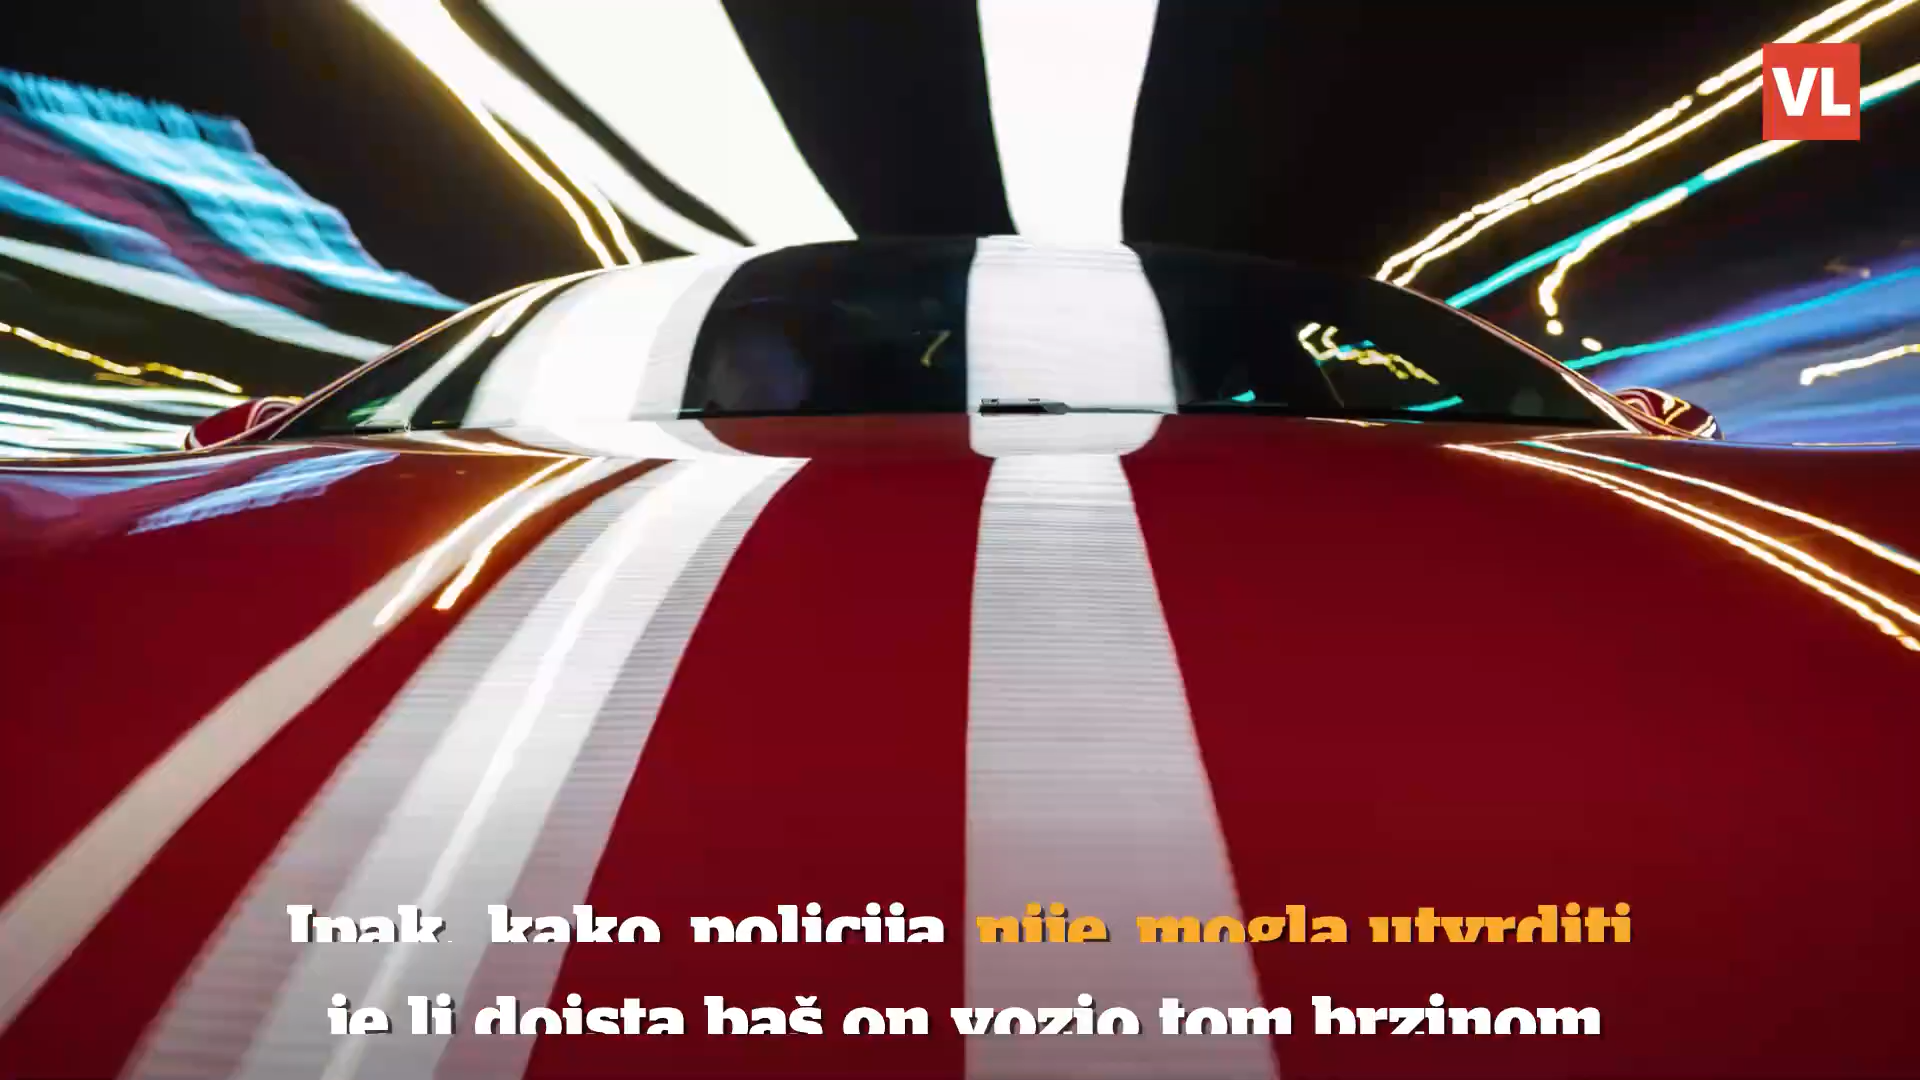 VL
Ipak, kako policija nije mogla utvrditi
je li doista baš on vozio tom brzinom